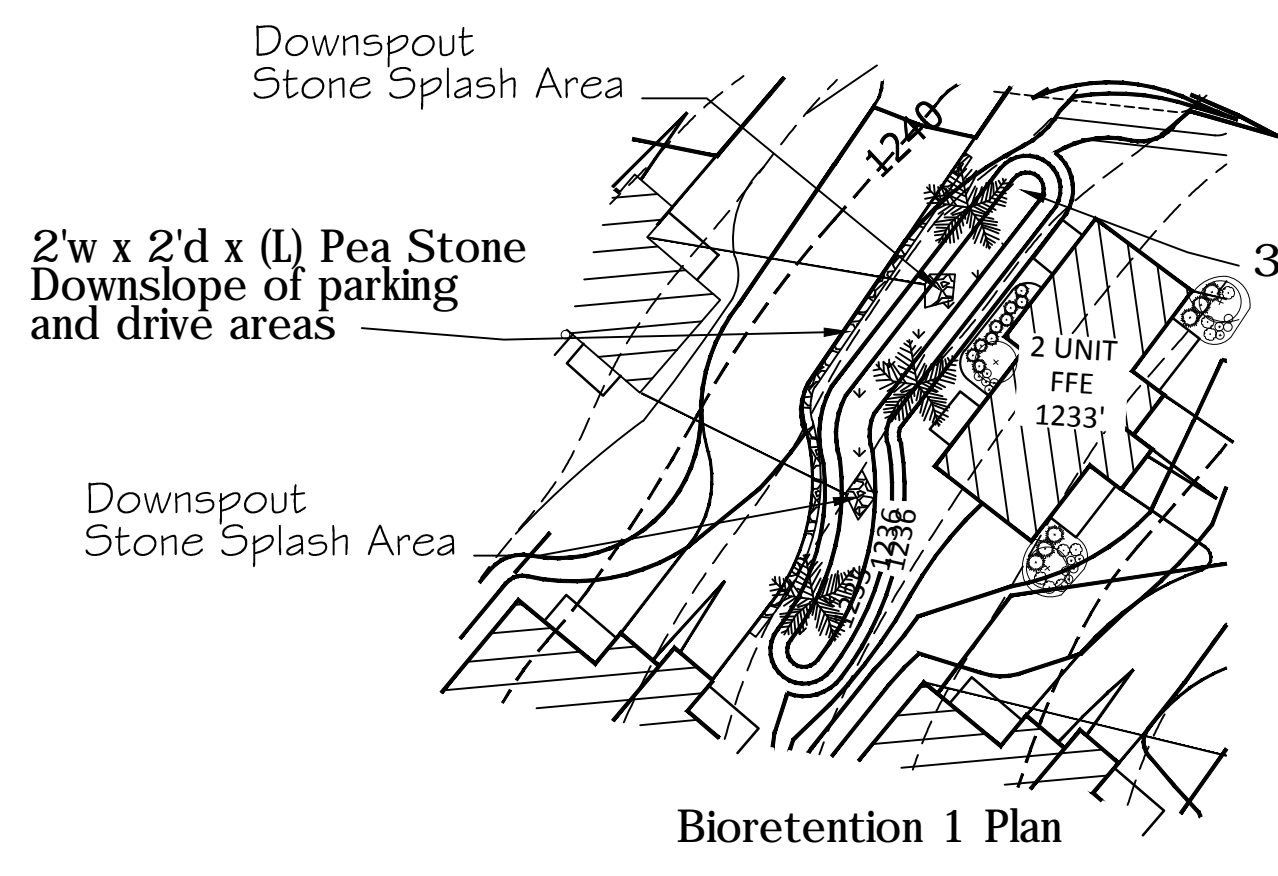 Downspout
Stone Splash Area
1240
2'w x 2'd x (L) Pea Stone
Downslope of parking
and drive areas
3
2 UNIT
FFE
1233'
Downspout
Stone Splash Area
1236
1236
Bioretention 1 Plan